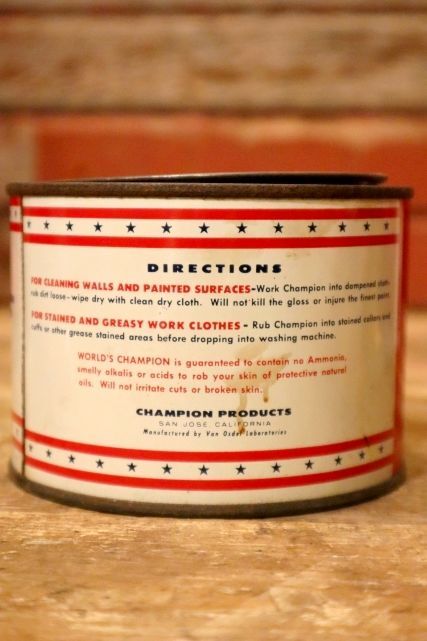 DIRECTIONS
FOR CLEANING WALLS AND PAINTED SURFACES-Work Champion into dampened cloth-
rub dirt loose-wipe dry with clean dry cloth. Will not kill the gloss or injure the finest paint.
FOR STAINED AND GREASY WORK CLOTHES - Rub Champion into stained collars and
cuffs or other grease stained areas before dropping into washing machine.
WORLD'S CHAMPION is guaranteed to contain no Ammonia,
smelly alkalis or acids to rob your skin of protective natural
oils. Will not irritate cuts or broken skin.
CHAMPION PRODUCTS
SAN JOSE, CALIFORNIA
Manufactured by Van Osdel Laboratories